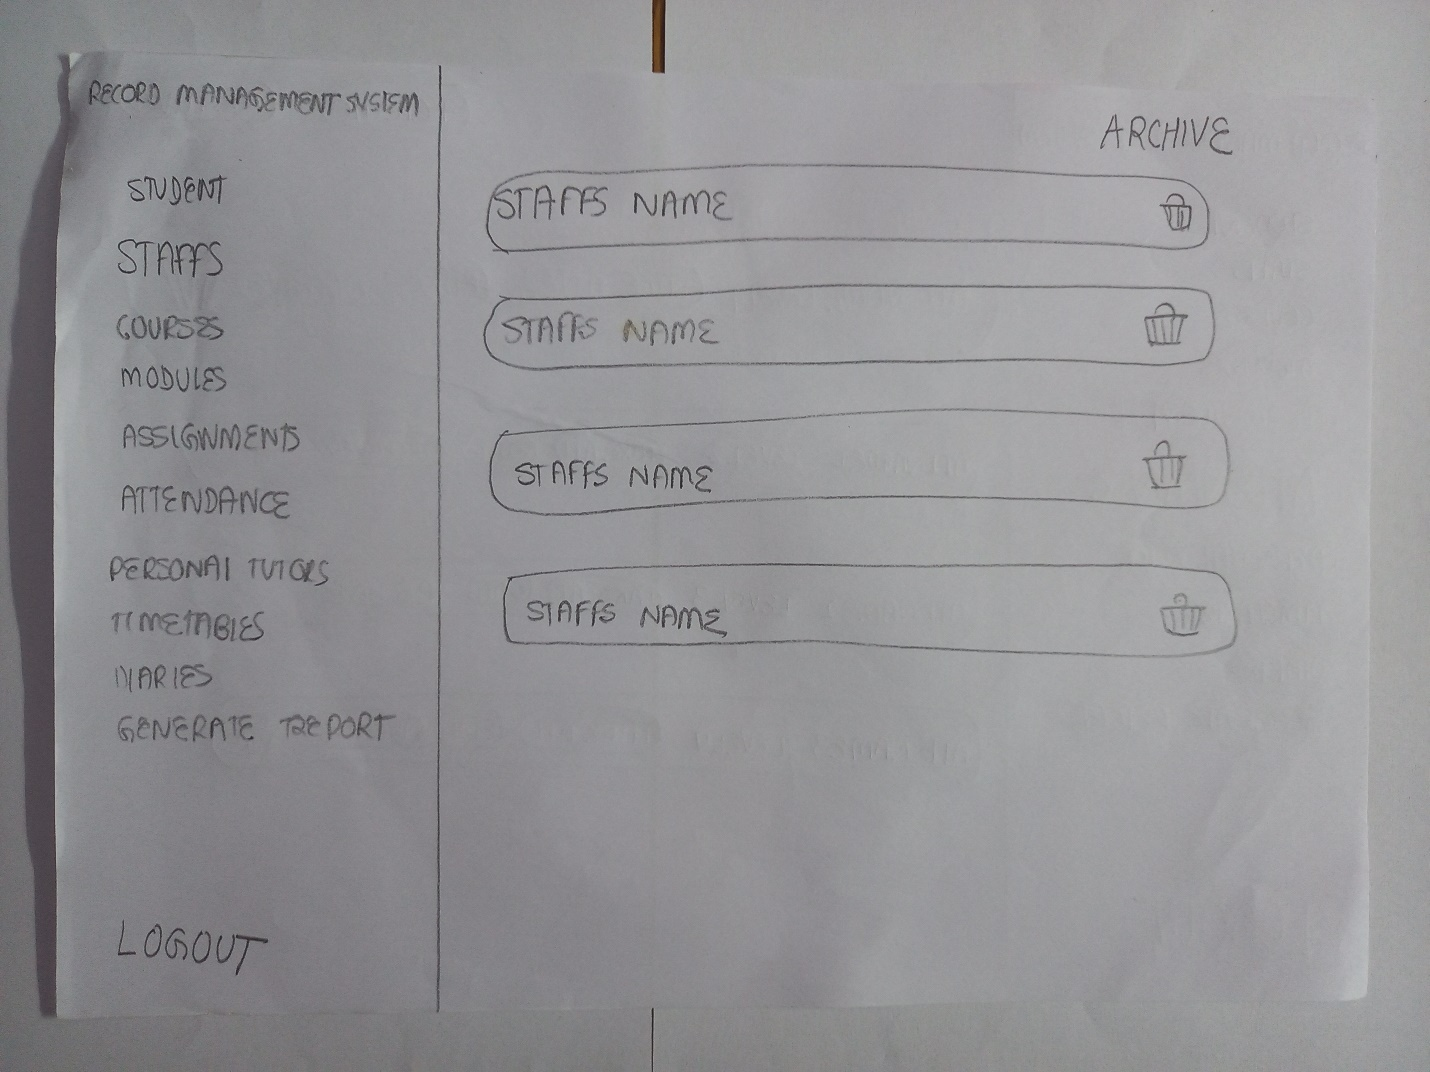 RECORD MANAGEMENT SYSTEM
STUDENT
STAFFS
COURSES
MODULES
ASSIGNMENTS
ATTENDANCE
PERSONAL TUTORS
TIMETABLES
DIARIES
GENERATE REPORT
LOGOUT
ARCHIVE
STAFFS NAME
STAFFS NAME
STAFFS NAME
STAFFS NAME